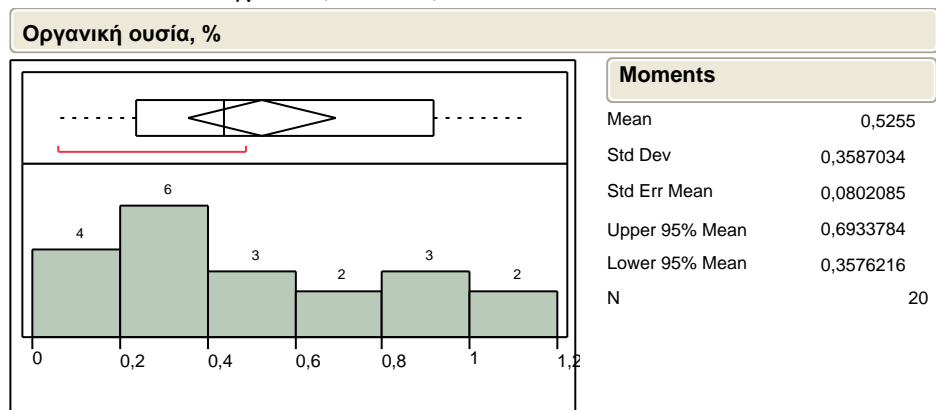 Οργανική ουσία, %
4
6
3
2
3
2
0 0,2 0,4 0,6 0,8 1 1,2
Moments
Mean 0,5255
Std Dev 0,3587034
Std Err Mean 0,0802085
Upper 95% Mean 0,6933784
Lower 95% Mean 0,3576216
N 20